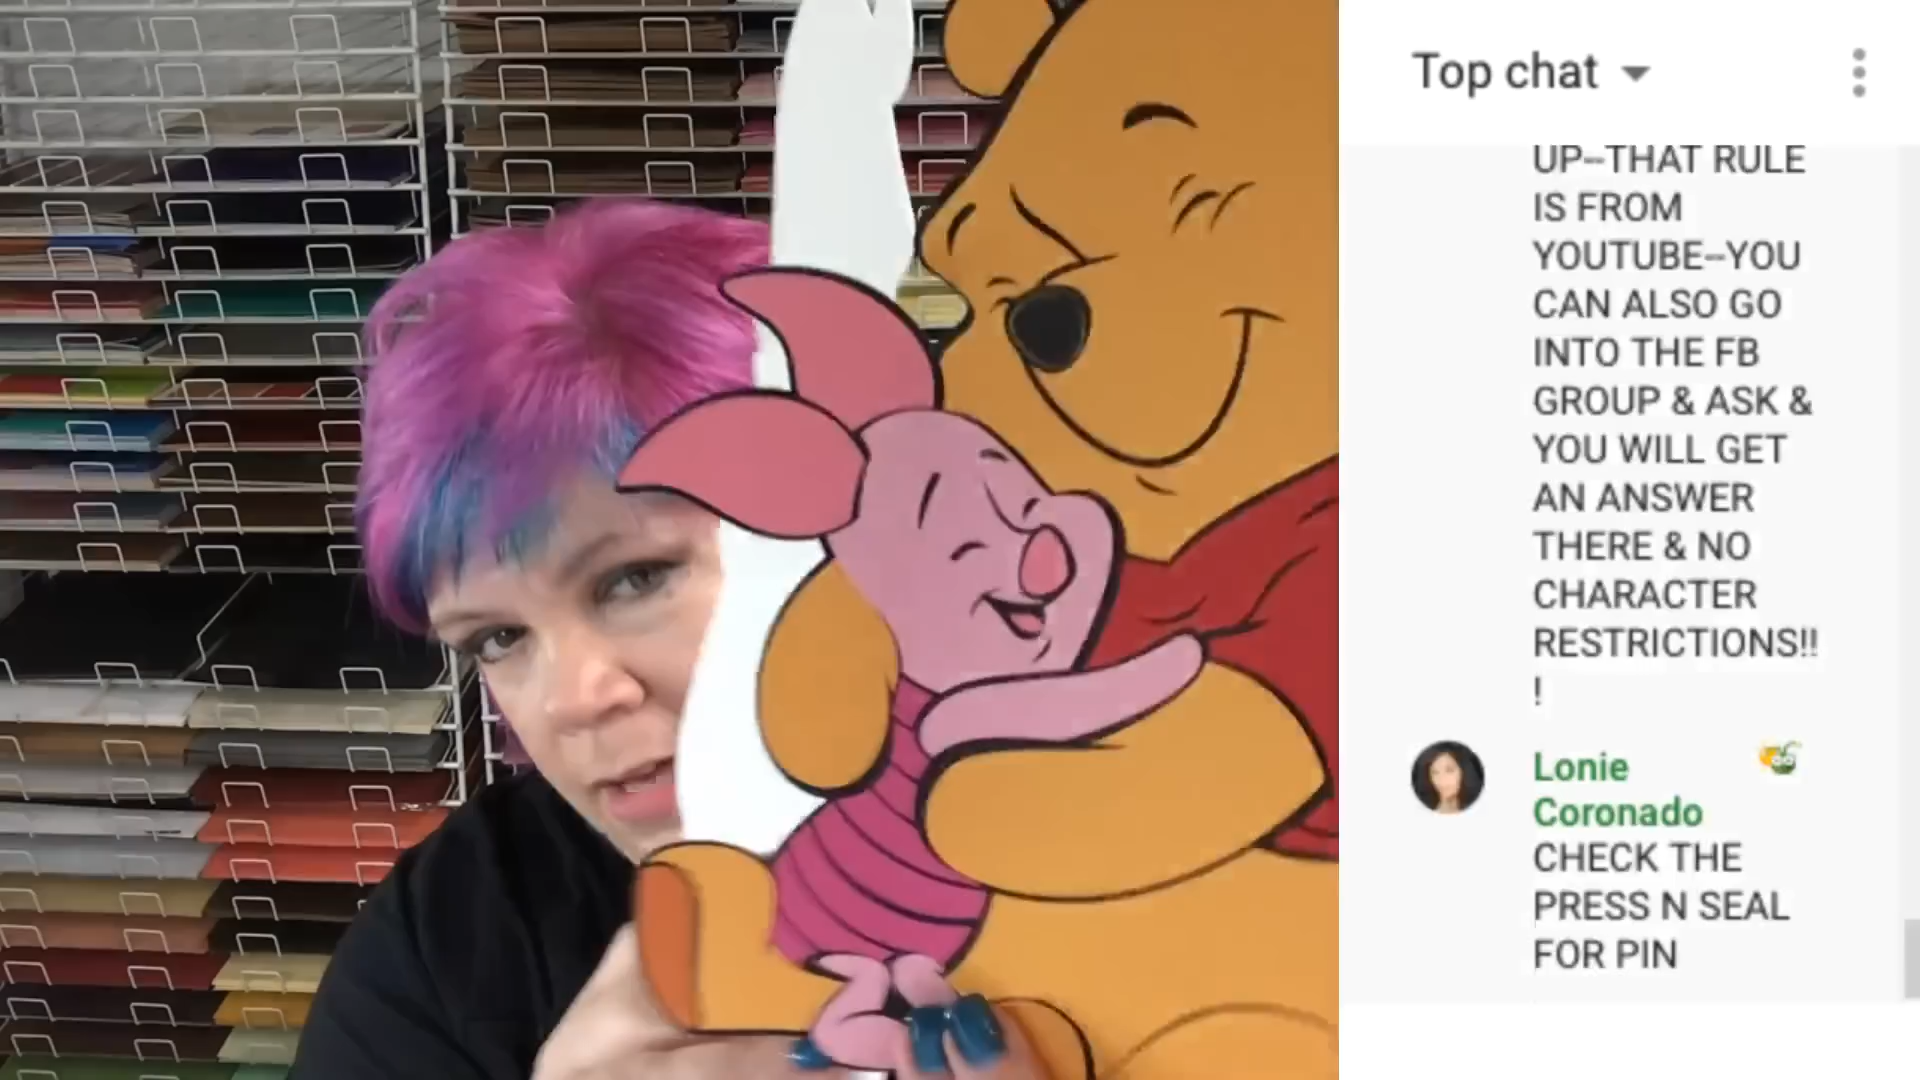 Top chat
UP--THAT RULE
IS FROM
YOUTUBE--YOU
CAN ALSO GO
INTO THE FB
GROUP & ASK &
YOU WILL GET
AN ANSWER
THERE & NO
CHARACTER
RESTRICTIONS!!
!
Lonie
Coronado
CHECK THE
PRESS N SEAL
FOR PIN